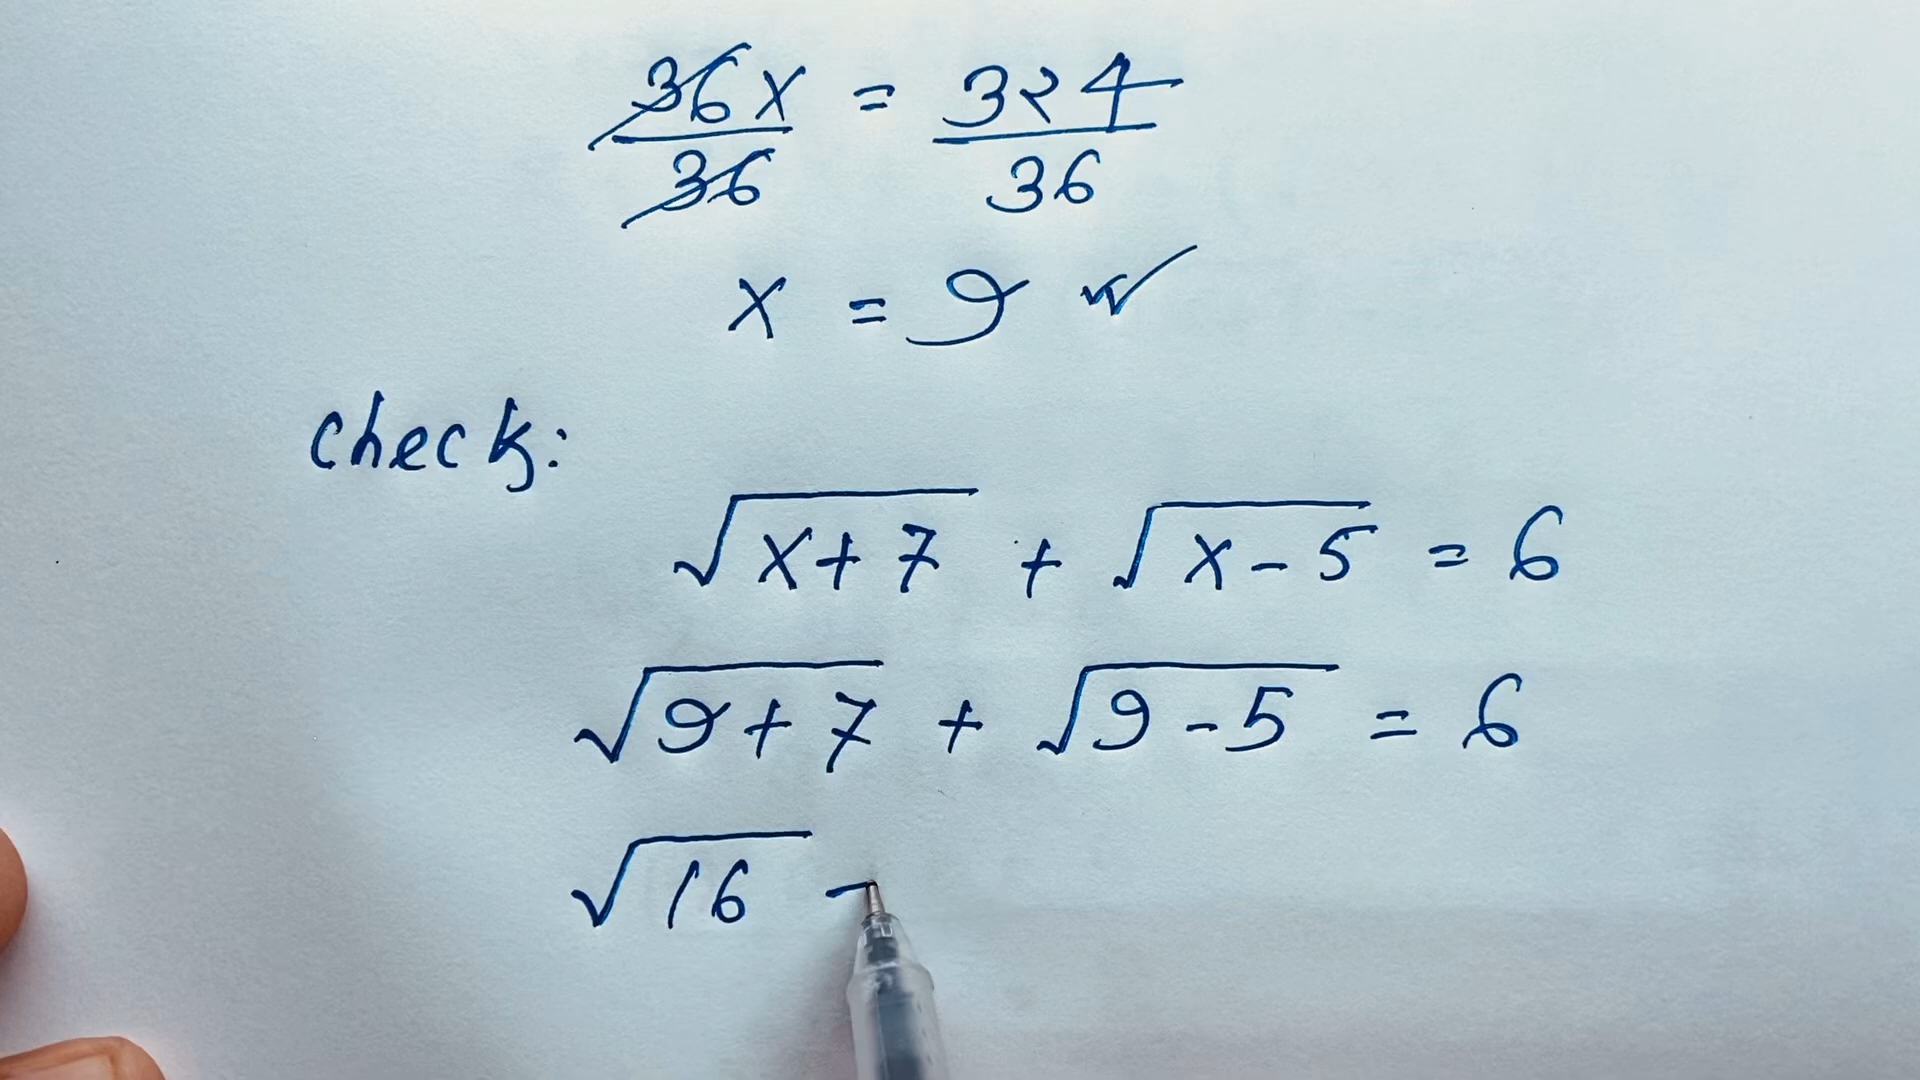 36x/36 = 324/36
x = 9 ✓
check:
√(x+7) + √(x-5) = 6
√(9+7) + √(9-5) = 6
√16 -